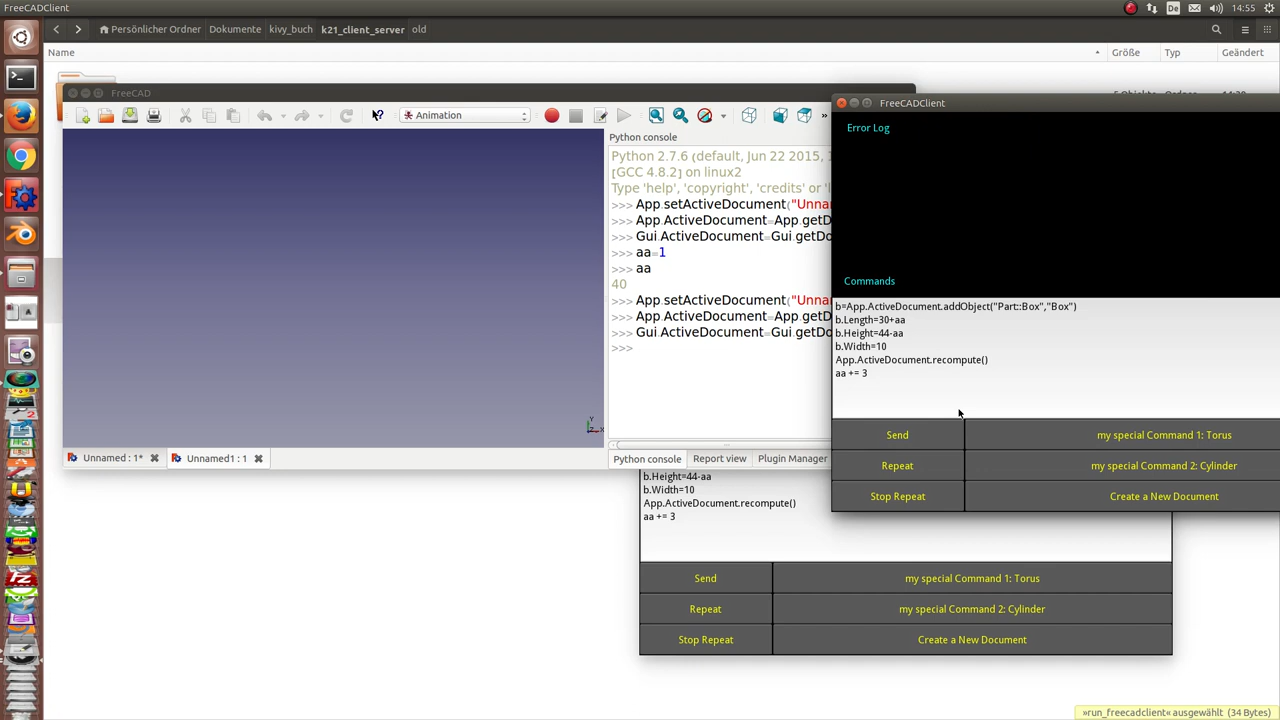 FreeCADClient
De
14:55
Persönlicher Ordner
Dokumente
kivy_buch
k21_client_server
old
Name
Größe
Typ
Geändert
FreeCAD
Animation
»
Python console
Python 2.7.6 (default, Jun 22 2015, 1
[GCC 4.8.2] on linux2
Type 'help', 'copyright', 'credits' or 'l
>>> App.setActiveDocument("Unnar
>>> App.ActiveDocument=App.getDo
>>> Gui.ActiveDocument=Gui.getDo
>>> aa=1
>>> aa
40
>>> App.setActiveDocument("Unnar
>>> App.ActiveDocument=App.getDo
>>> Gui.ActiveDocument=Gui.getDo
>>>
Y
Z
X
Unnamed : 1*
Unnamed1 : 1
Python console
Report view
Plugin Manager
FreeCADClient
Error Log
Commands
b=App.ActiveDocument.addObject("Part::Box","Box")
b.Length=30+aa
b.Height=44-aa
b.Width=10
App.ActiveDocument.recompute()
aa += 3
Send
my special Command 1: Torus
Repeat
my special Command 2: Cylinder
Stop Repeat
Create a New Document
b.Height=44-aa
b.Width=10
App.ActiveDocument.recompute()
aa += 3
Send
my special Command 1: Torus
Repeat
my special Command 2: Cylinder
Stop Repeat
Create a New Document
»run_freecadclient« ausgewählt (34 Bytes)